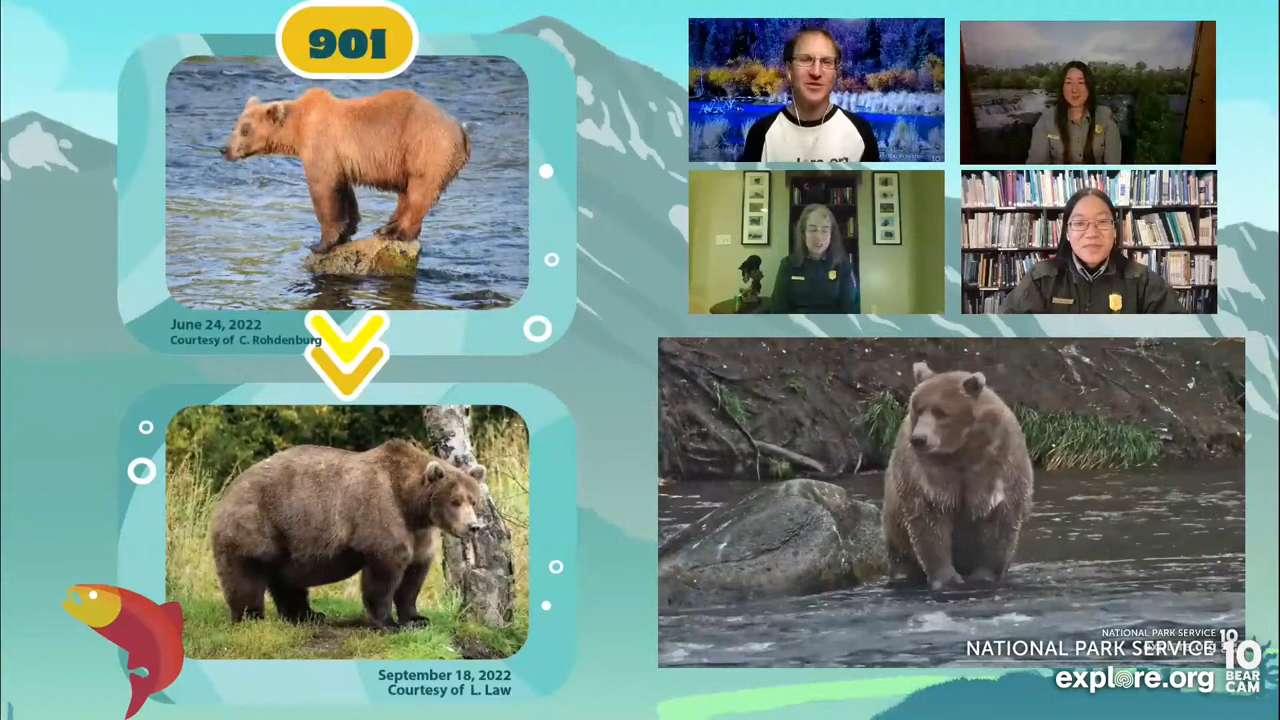 901
June 24, 2022
Courtesy of C. Rohdenburg
September 18, 2022
Courtesy of L. Law
NATIONAL PARK SERVICE
NATIONAL PARK SERVICE
explore.org
10
BEAR
CAM